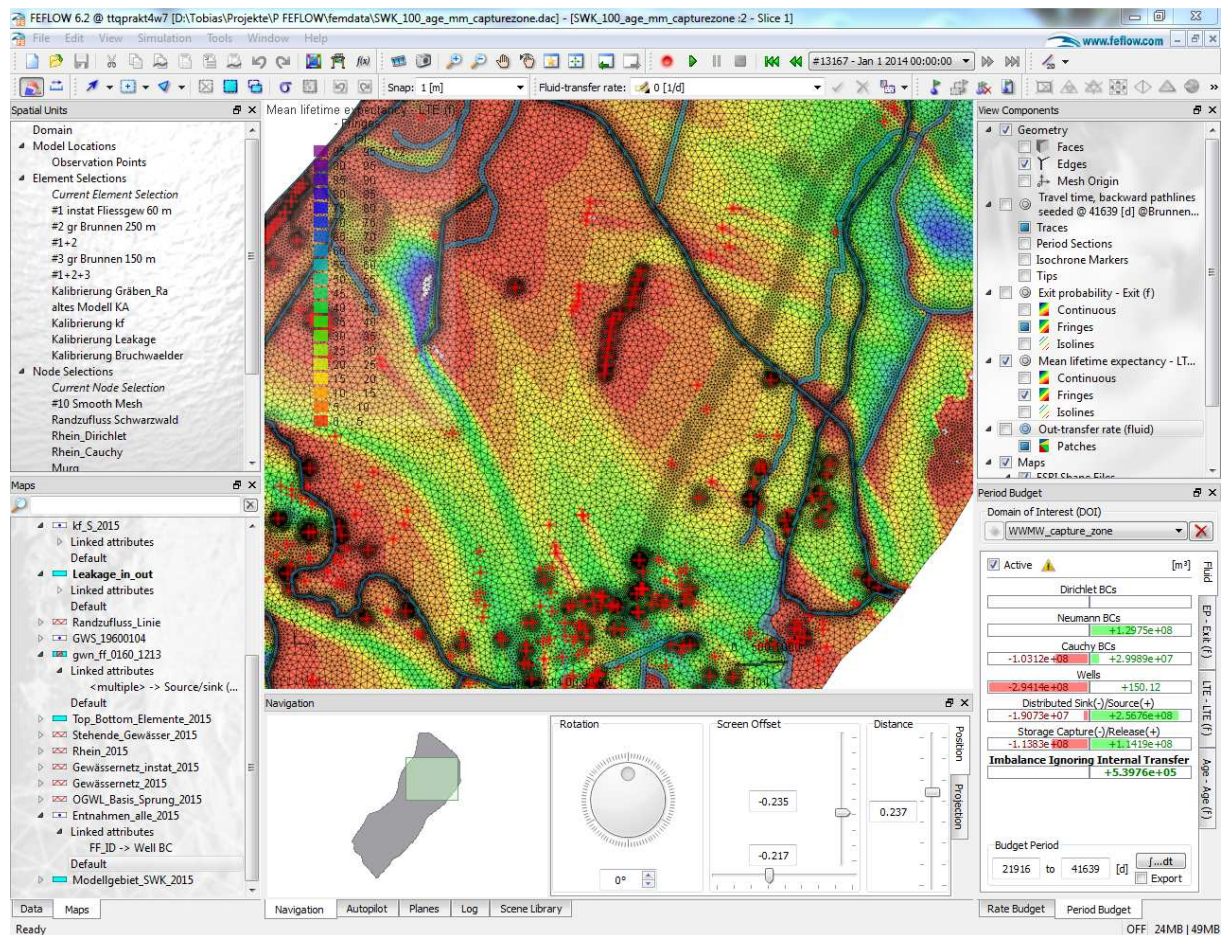 FEFLOW 6.2 @ ttqprakt4w7 [D:\Tobias\Projekte\P FEFLOW\femdata\SWK_100_age_mm_capturezone.dac] - [SWK_100_age_mm_capturezone :2 - Slice 1]
File Edit View Simulation Tools Window Help
www.feflow.com
f(x)
#13167 - Jan 1 2014 00:00:00
Snap: 1 [m]
Fluid-transfer rate: 0 [1/d]
Spatial Units
Domain
Model Locations
Observation Points
Element Selections
Current Element Selection
#1 instat Fliessgew 60 m
#2 gr Brunnen 250 m
#1+2
#3 gr Brunnen 150 m
#1+2+3
Kalibrierung Gräben_Ra
altes Modell KA
Kalibrierung kf
Kalibrierung Leakage
Kalibrierung Bruchwaelder
Node Selections
Current Node Selection
#10 Smooth Mesh
Randzufluss Schwarzwald
Rhein_Dirichlet
Rhein_Cauchy
Murg
Maps
kf_S_2015
Linked attributes
Default
Leakage_in_out
Linked attributes
Default
Randzufluss_Linie
GWS_19600104
gwn_ff_0160_1213
Linked attributes
<multiple> -> Source/sink (...
Default
Top_Bottom_Elemente_2015
Stehende_Gewässer_2015
Rhein_2015
Gewässernetz_instat_2015
Gewässernetz_2015
OGWL_Basis_Sprung_2015
Entnahmen_alle_2015
Linked attributes
FF_ID -> Well BC
Default
Modellgebiet_SWK_2015
Data Maps
Ready
Mean lifetime expectancy - LTE (f)
Navigation
Rotation
0°
Screen Offset
-0.235
-0.217
Distance
0.237
Position
Projection
Navigation Autopilot Planes Log Scene Library
View Components
Geometry
Faces
Edges
Mesh Origin
Travel time, backward pathlines
seeded @ 41639 [d] @Brunnen...
Traces
Period Sections
Isochrone Markers
Tips
Exit probability - Exit (f)
Continuous
Fringes
Isolines
Mean lifetime expectancy - LT...
Continuous
Fringes
Isolines
Out-transfer rate (fluid)
Patches
Maps
ESRI Shape Files
Period Budget
Domain of Interest (DOI)
WWMW_capture_zone
Active [m³]
Dirichlet BCs
Neumann BCs
+1.2975e+08
Cauchy BCs
-1.0312e+08 +2.9989e+07
Wells
-2.9414e+08 +150.12
Distributed Sink(-)/Source(+)
-1.9073e+07 +2.5676e+08
Storage Capture(-)/Release(+)
-1.1383e+08 +1.1419e+08
Imbalance Ignoring Internal Transfer
+5.3976e+05
Fluid
EP - Exit (f)
LTE - LTE (f)
Age - Age (f)
Budget Period
21916 to 41639 [d] ∫...dt
Export
Rate Budget Period Budget
OFF 24MB | 49MB